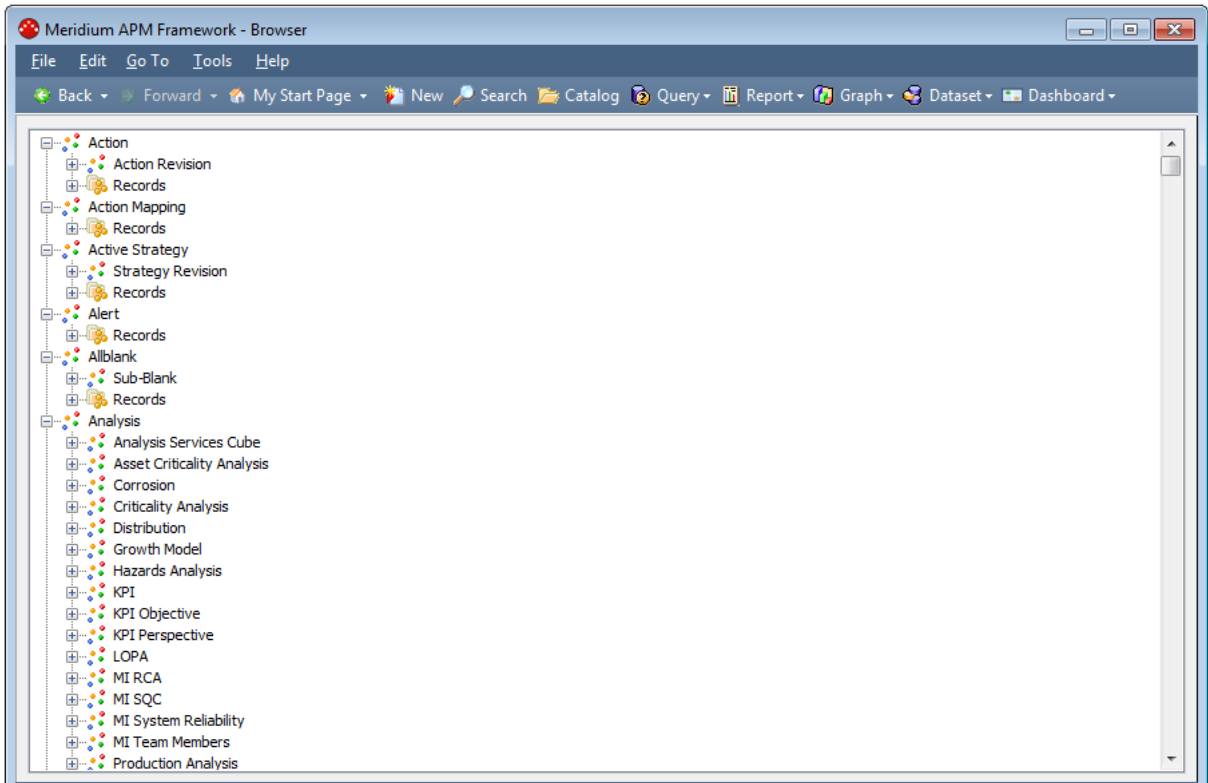 Meridium APM Framework - Browser
File Edit Go To Tools Help
Back Forward My Start Page New Search Catalog Query Report Graph Dataset Dashboard
Action
Action Revision
Records
Action Mapping
Records
Active Strategy
Strategy Revision
Records
Alert
Records
Allblank
Sub-Blank
Records
Analysis
Analysis Services Cube
Asset Criticality Analysis
Corrosion
Criticality Analysis
Distribution
Growth Model
Hazards Analysis
KPI
KPI Objective
KPI Perspective
LOPA
MI RCA
MI SQC
MI System Reliability
MI Team Members
Production Analysis